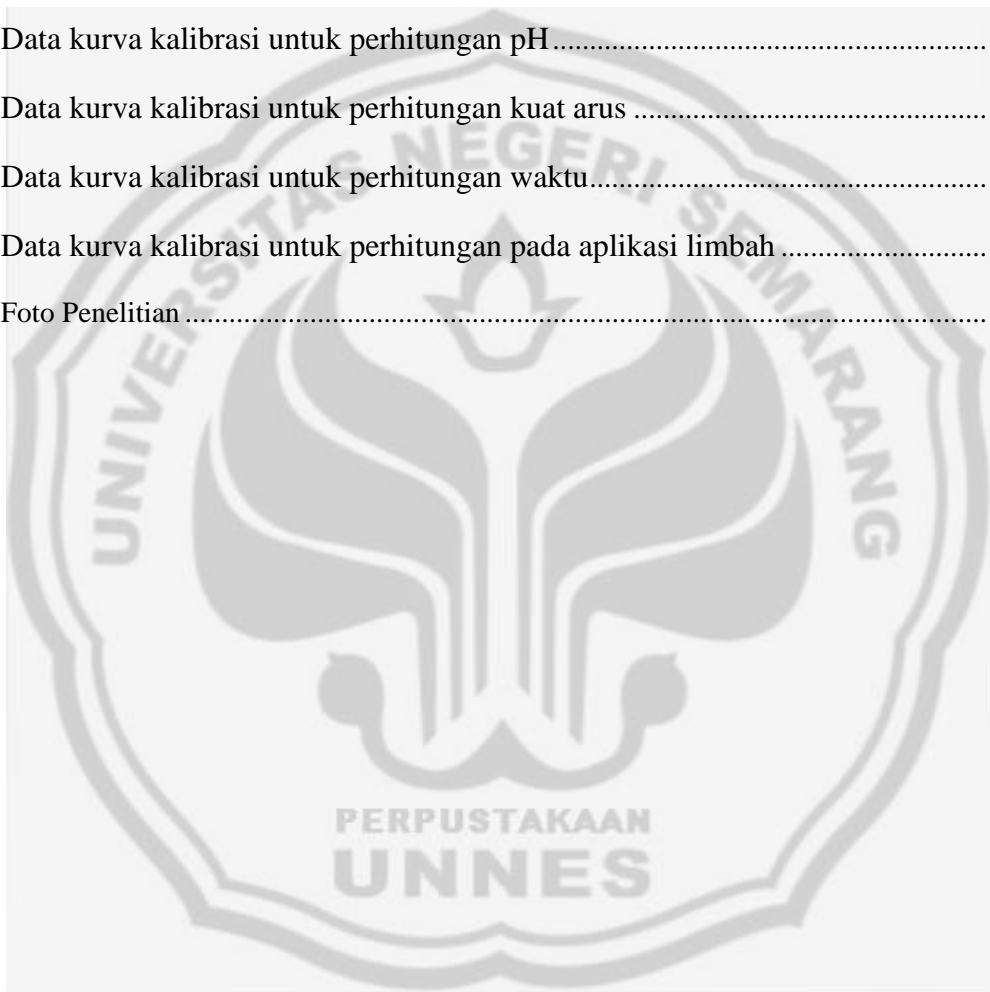 Data kurva kalibrasi untuk perhitungan pH......................................................
Data kurva kalibrasi untuk perhitungan kuat arus ............................................
Data kurva kalibrasi untuk perhitungan waktu.................................................
Data kurva kalibrasi untuk perhitungan pada aplikasi limbah ..........................
Foto Penelitian ............................................................................................................
UNIVERSITAS NEGERI SEMARANG
PERPUSTAKAAN
UNNES